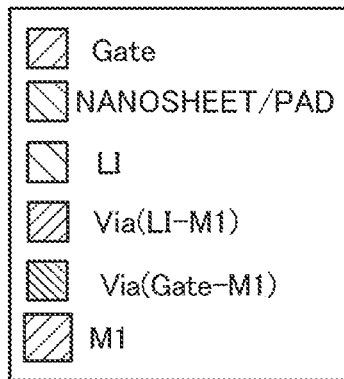 Gate
NANOSHEET/PAD
LI
Via(LI-M1)
Via(Gate-M1)
M1